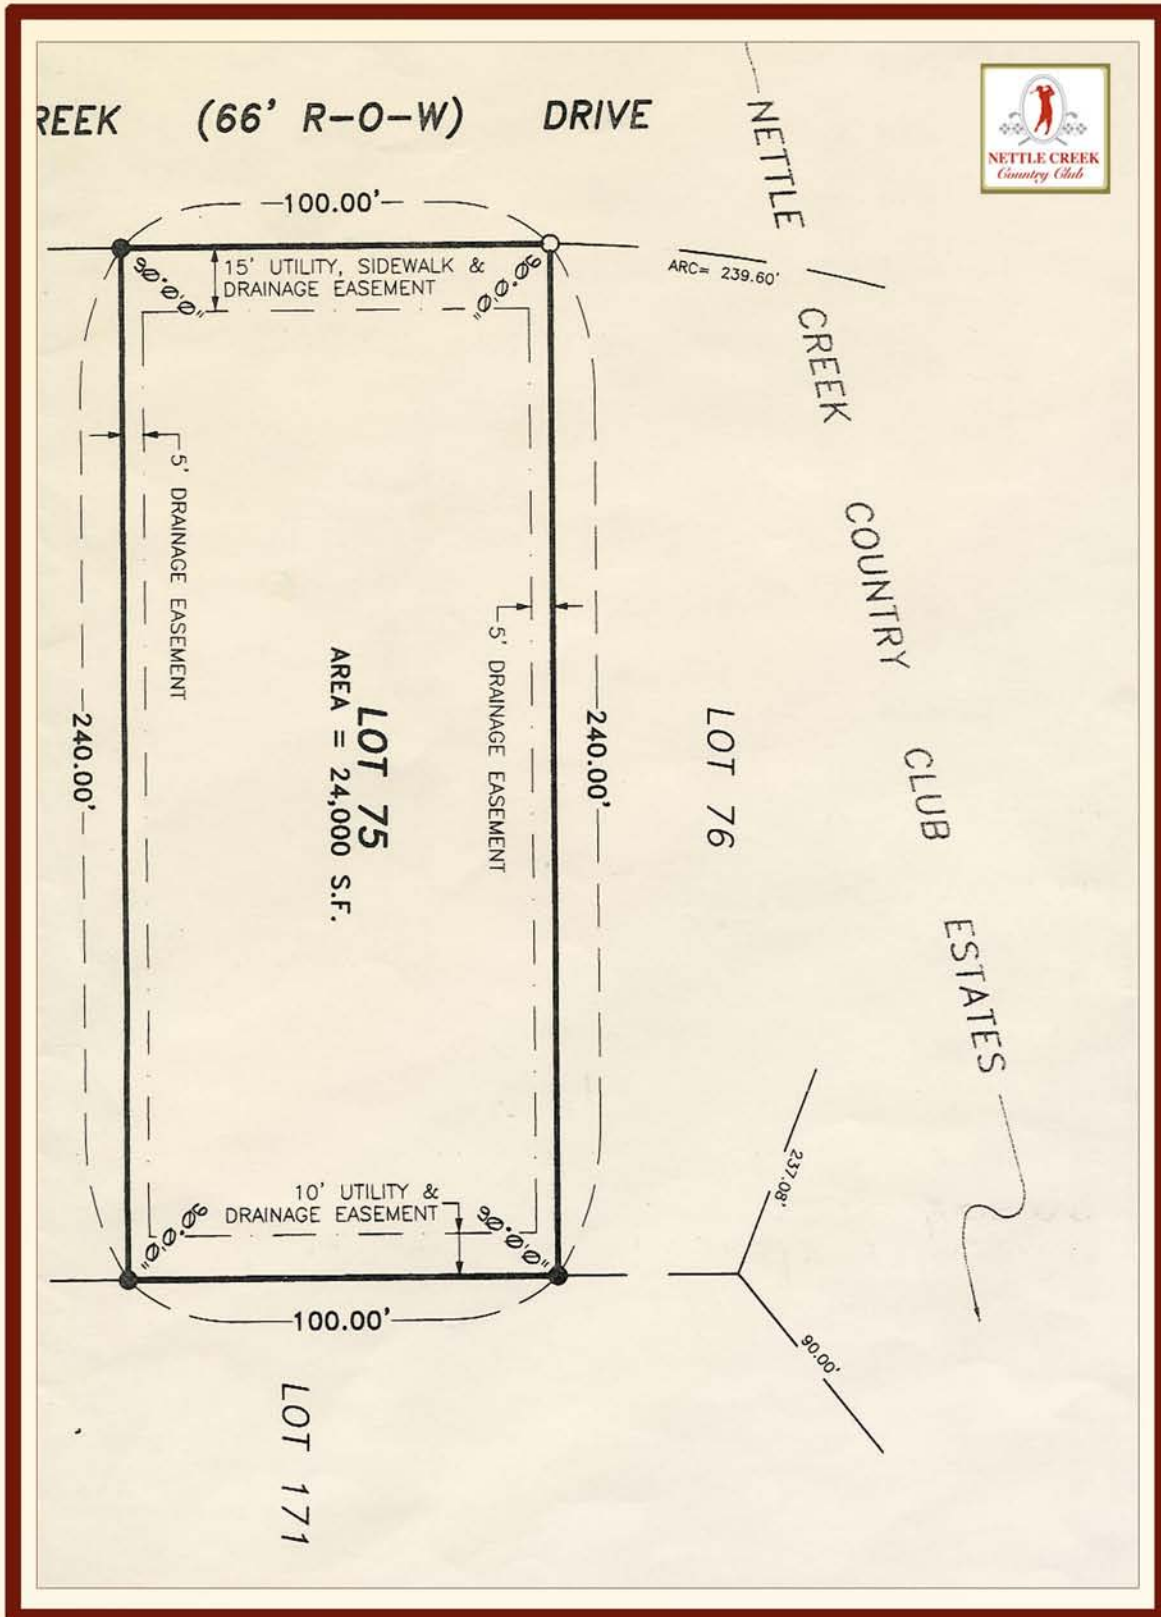 REEK (66' R-O-W) DRIVE
NETTLE CREEK
Country Club
100.00'
15' UTILITY, SIDEWALK &
DRAINAGE EASEMENT
90°0'0"
90°0'0"
ARC= 239.60'
NETTLE CREEK COUNTRY CLUB ESTATES
5' DRAINAGE EASEMENT
5' DRAINAGE EASEMENT
240.00'
240.00'
LOT 75
AREA = 24,000 S.F.
LOT 76
237.08'
90.00'
10' UTILITY &
DRAINAGE EASEMENT
90°0'0"
90°0'0"
100.00'
LOT 171